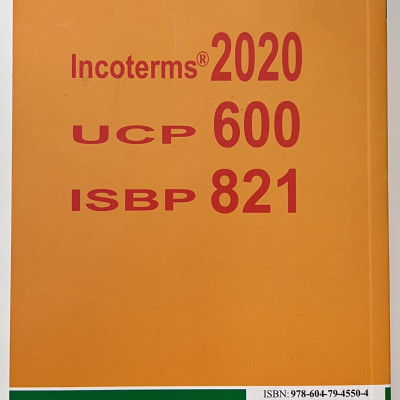 Incoterms® 2020
UCP 600
ISBP 821
ISBN: 978-604-79-4550-4